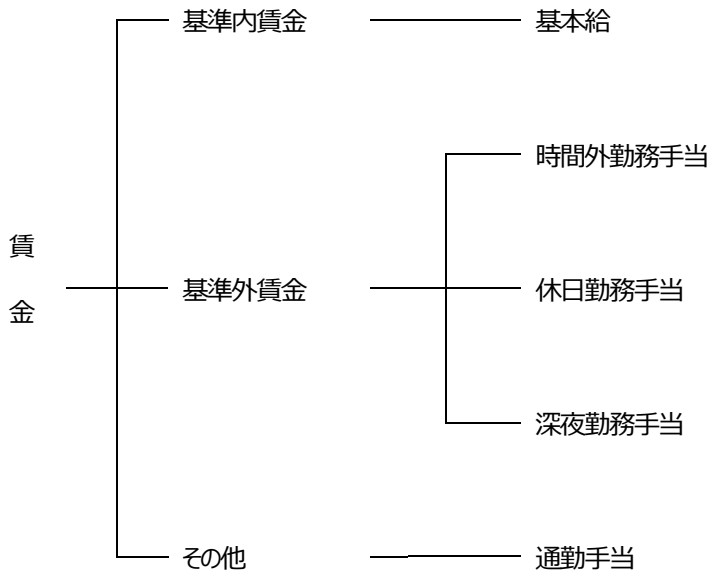 賃金
基準内賃金
基本給
時間外勤務手当
基準外賃金
休日勤務手当
深夜勤務手当
その他
通勤手当